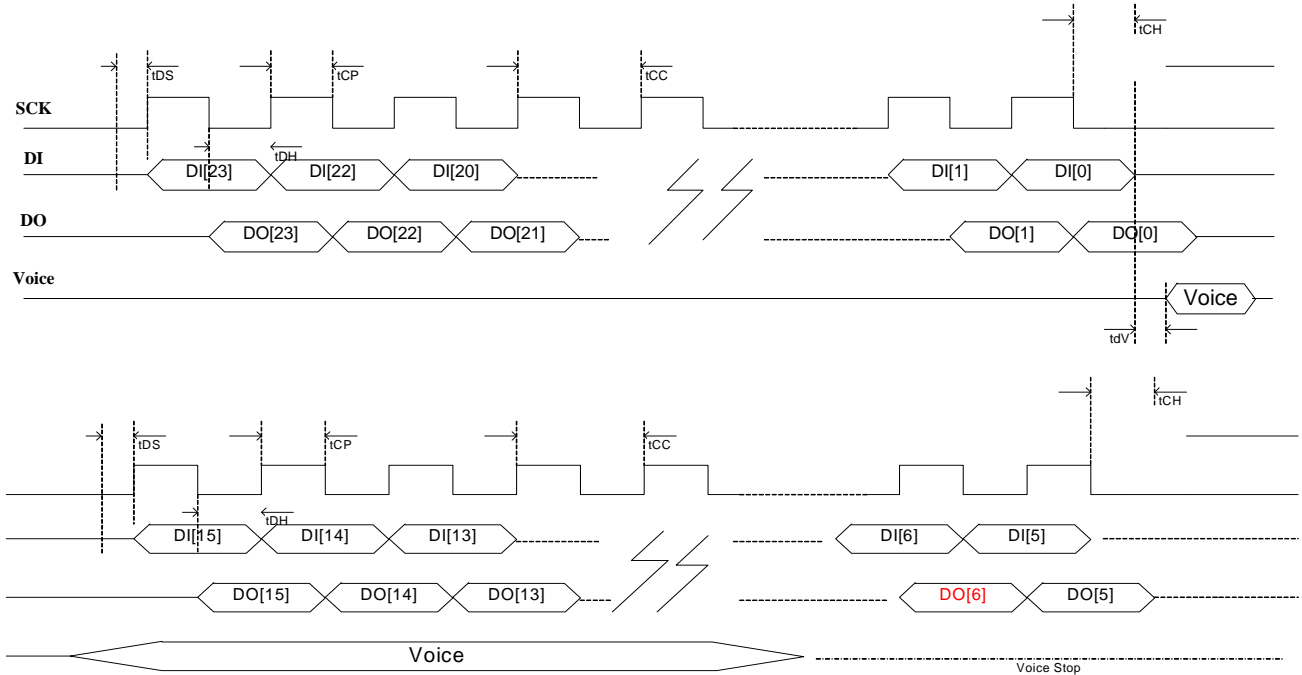 tCH
tDS tCP tCC
SCK
tDH
DI
DI[23] DI[22] DI[20] DI[1] DI[0]
DO
DO[23] DO[22] DO[21] DO[1] DO[0]
Voice
Voice
tdV
tCH
tDS tCP tCC
tDH
DI[15] DI[14] DI[13] DI[6] DI[5]
DO[15] DO[14] DO[13] DO[6] DO[5]
Voice
Voice Stop